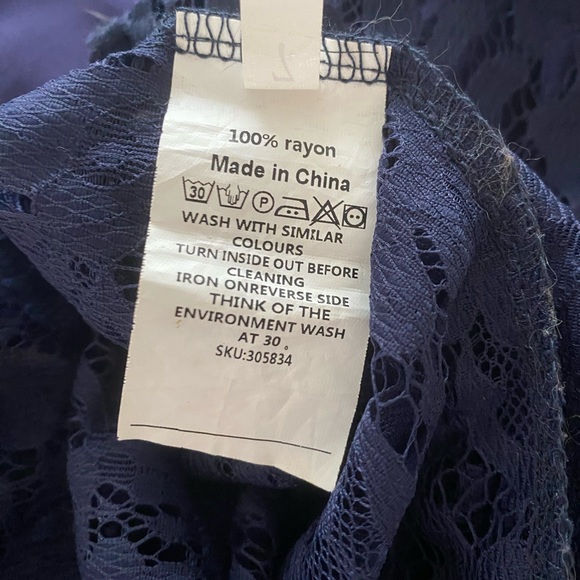 100% rayon
Made in China
30 P
WASH WITH SIMILAR
COLOURS
TURN INSIDE OUT BEFORE
CLEANING
IRON ONREVERSE SIDE
THINK OF THE
ENVIRONMENT WASH
AT 30 。
SKU:305834